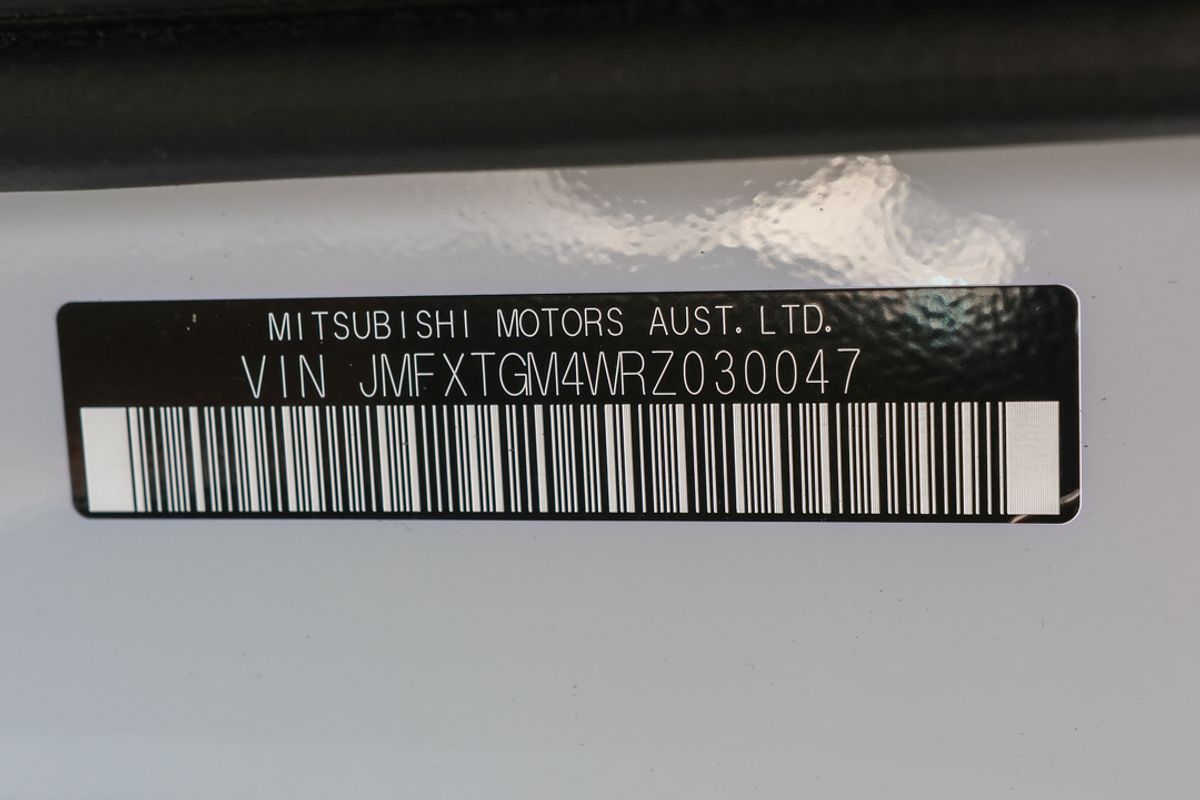 MITSUBISHI MOTORS AUST. LTD.
VIN JMFXTGM4WRZ030047